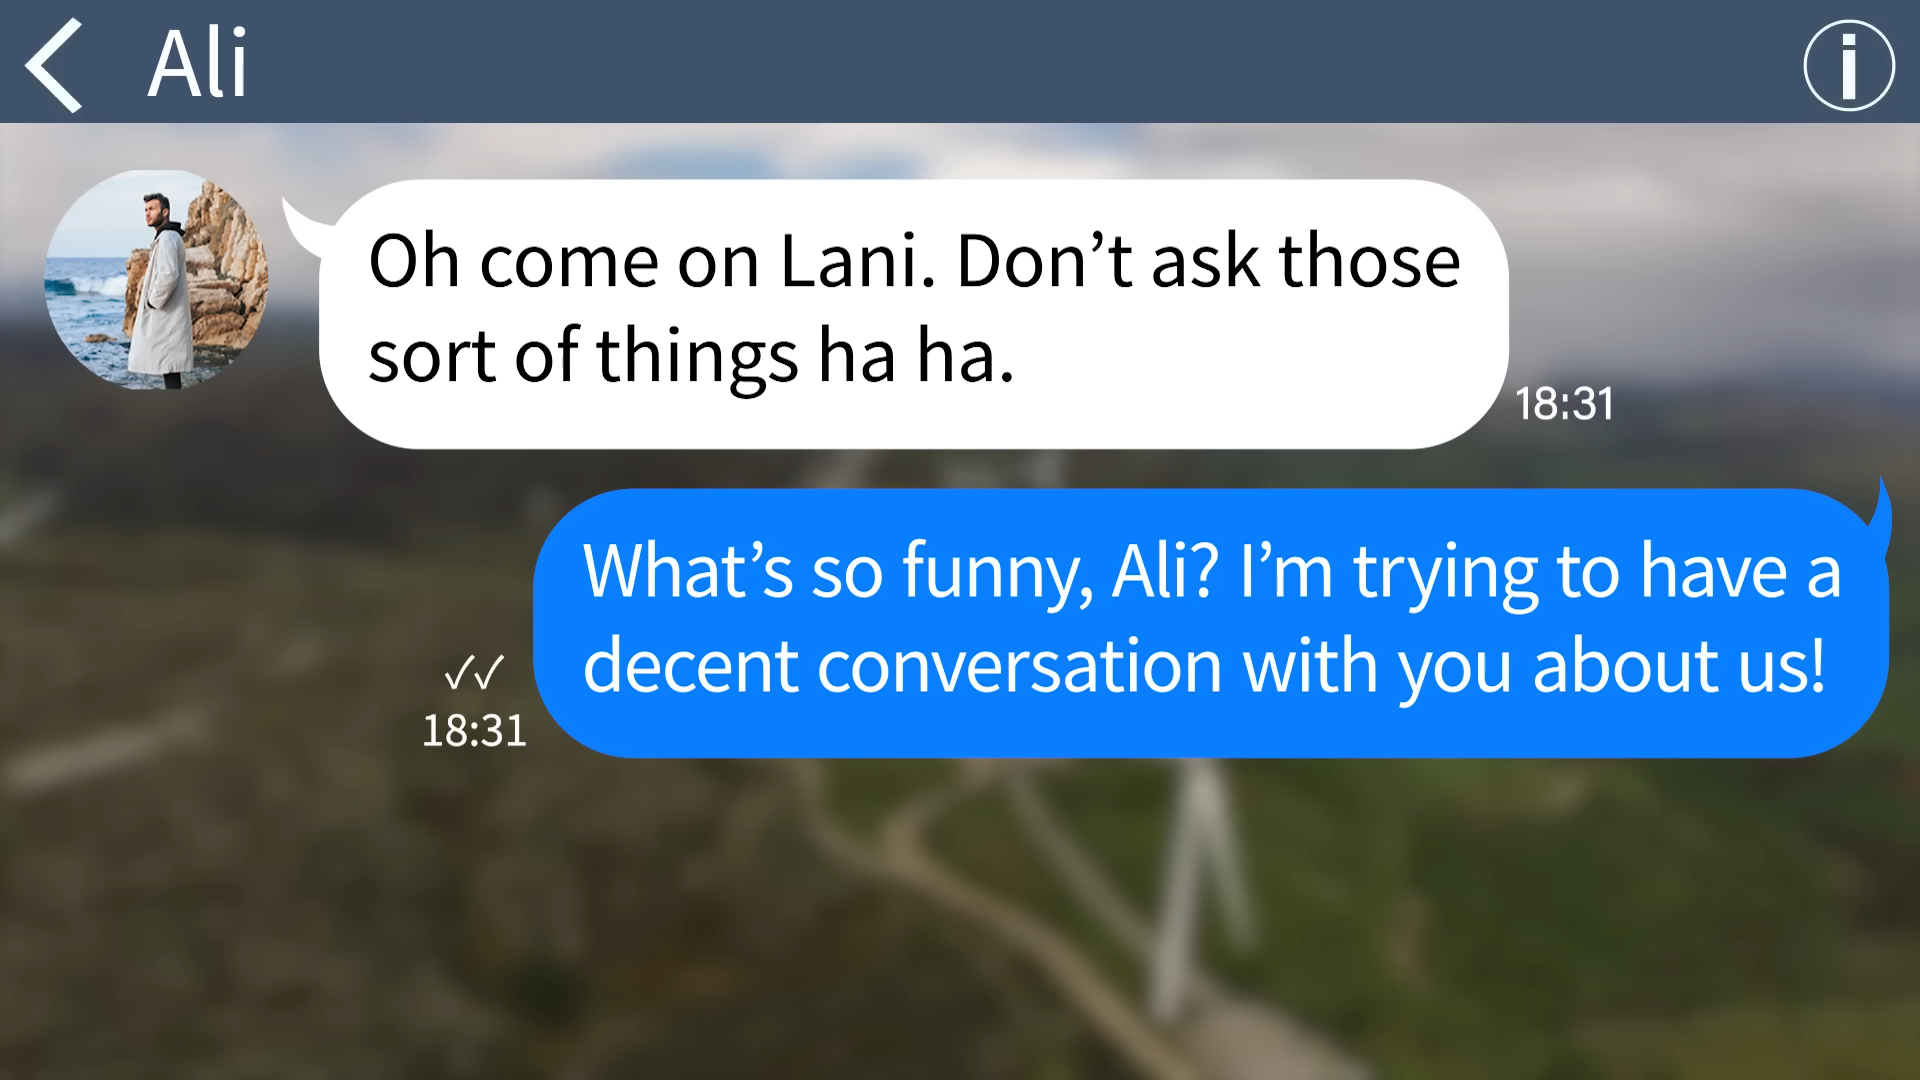 Ali
Oh come on Lani. Don’t ask those
sort of things ha ha.
18:31
What’s so funny, Ali? I’m trying to have a
decent conversation with you about us!
✓✓
18:31